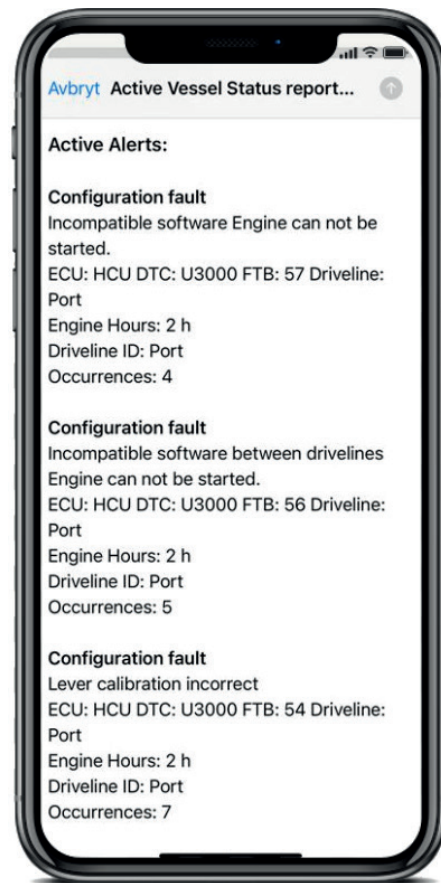 Avbryt Active Vessel Status report...
Active Alerts:
Configuration fault
Incompatible software Engine can not be
started.
ECU: HCU DTC: U3000 FTB: 57 Driveline:
Port
Engine Hours: 2 h
Driveline ID: Port
Occurrences: 4
Configuration fault
Incompatible software between drivelines
Engine can not be started.
ECU: HCU DTC: U3000 FTB: 56 Driveline:
Port
Engine Hours: 2 h
Driveline ID: Port
Occurrences: 5
Configuration fault
Lever calibration incorrect
ECU: HCU DTC: U3000 FTB: 54 Driveline:
Port
Engine Hours: 2 h
Driveline ID: Port
Occurrences: 7